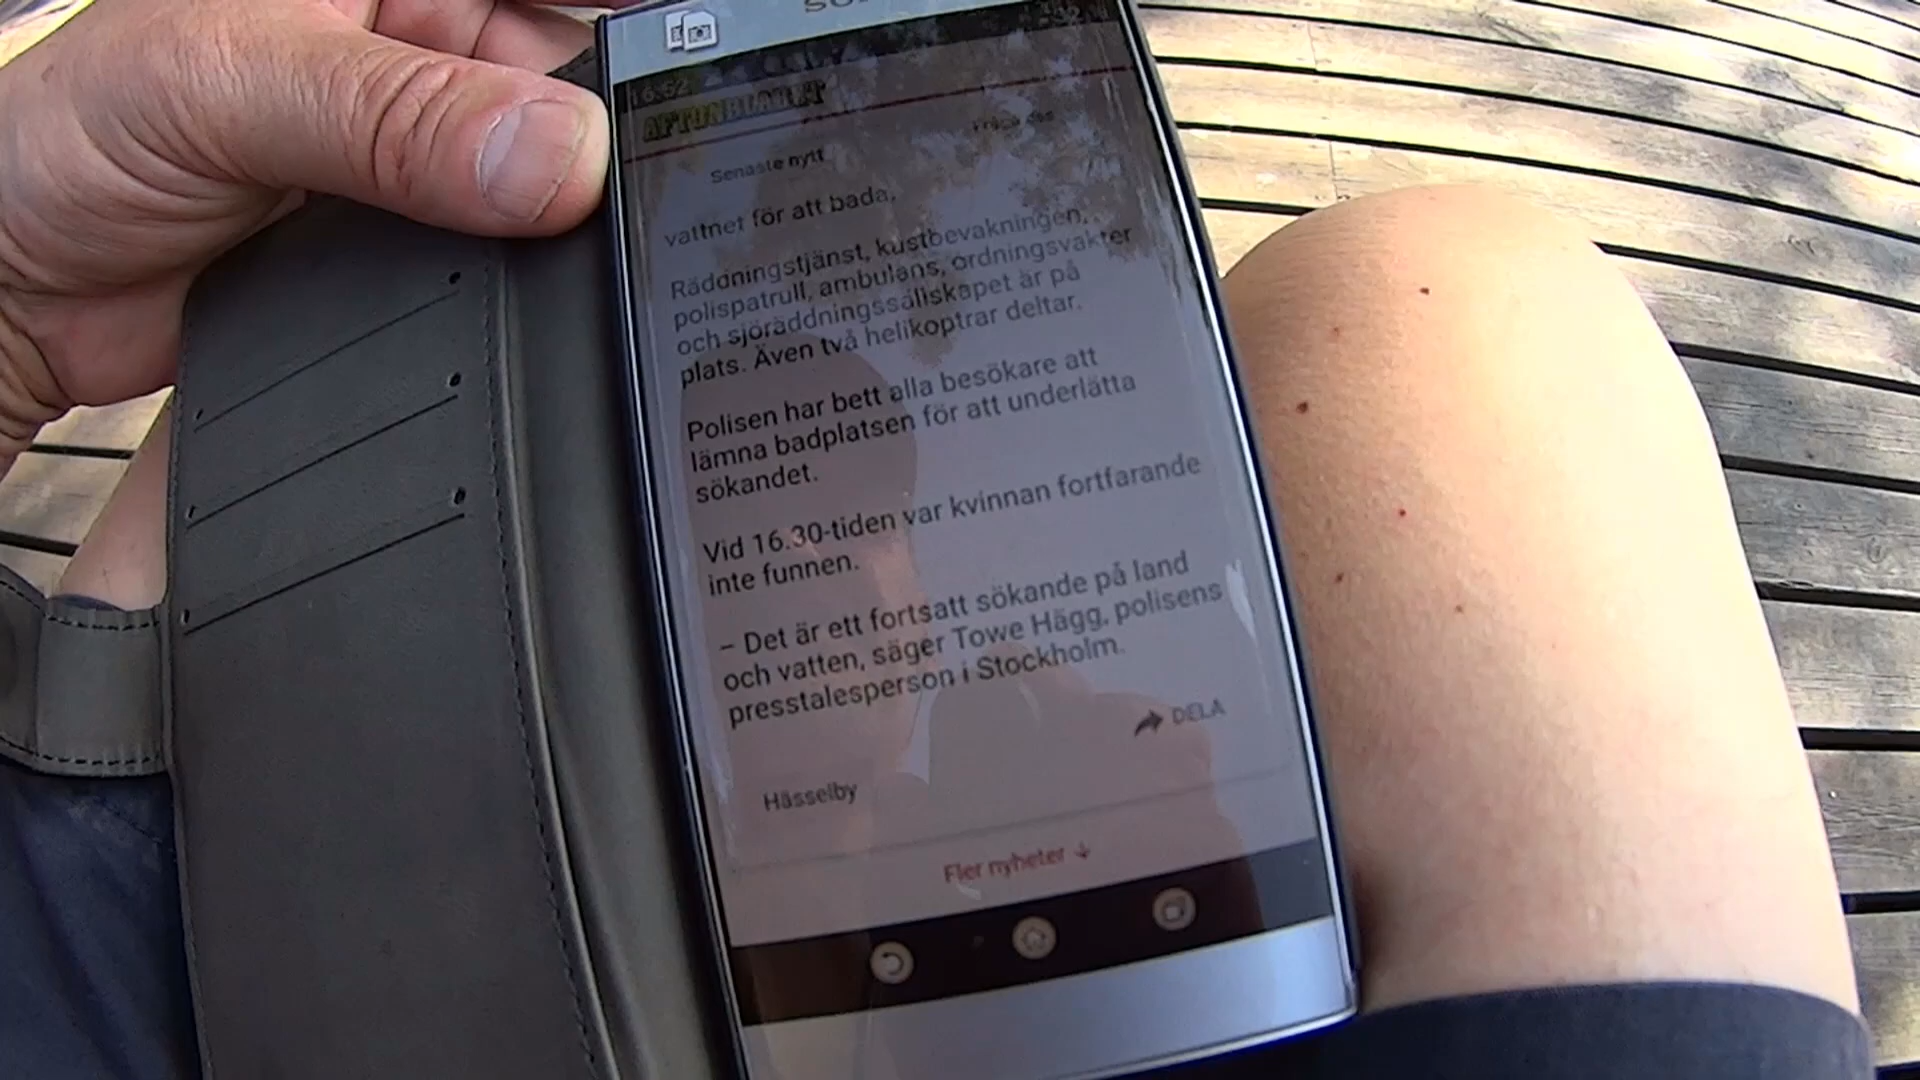 16:52
AFTONBLADET
Senaste nytt
vattnet för att bada.
Räddningstjänst, kustbevakningen,
polispatrull, ambulans, ordningsvakter
och sjöräddningssällskapet är på
plats. Även två helikoptrar deltar.
Polisen har bett alla besökare att
lämna badplatsen för att underlätta
sökandet.
Vid 16.30-tiden var kvinnan fortfarande
inte funnen.
– Det är ett fortsatt sökande på land
och vatten, säger Towe Hägg, polisens
presstalesperson i Stockholm.
DELA
Hässelby
Fler nyheter ↓